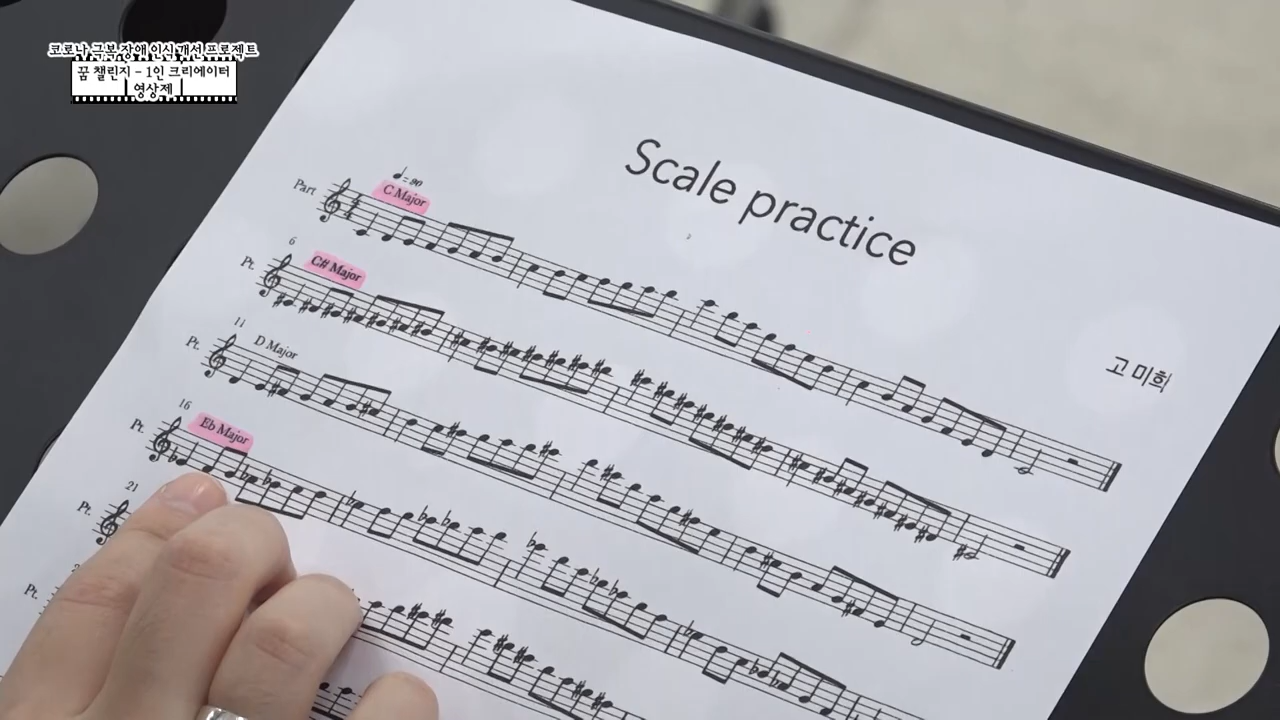 코로나 극복 장애 인식 개선 프로젝트
꿈 챌린지 - 1인 크리에이터
영상제
Scale practice
고 미희
♩= 90
Part
C Major
6
Pt.
C# Major
11
Pt.
D Major
16
Pt.
Eb Major
21
Pt.
Pt.